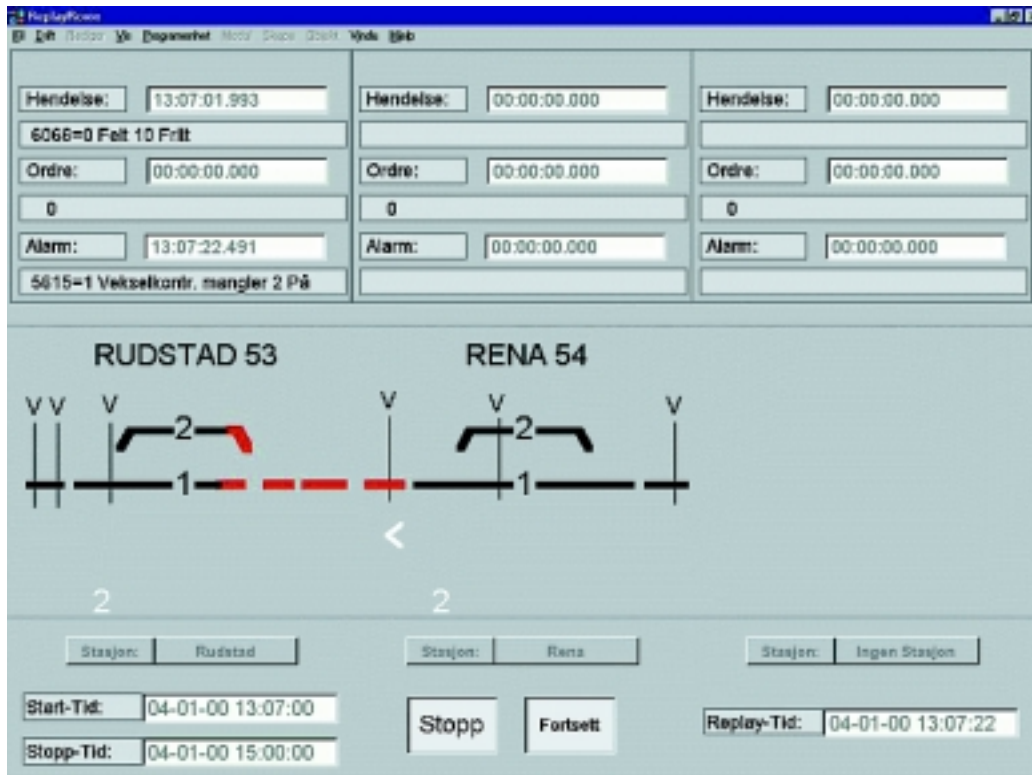 ReplayRover
Drift Vis Programenhet Vindu Hjelp
Hendelse: 13:07:01.993 Hendelse: 00:00:00.000 Hendelse: 00:00:00.000
6066=0 Felt 10 Fritt
Ordre: 00:00:00.000 Ordre: 00:00:00.000 Ordre: 00:00:00.000
0 0 0
Alarm: 13:07:22.491 Alarm: 00:00:00.000 Alarm: 00:00:00.000
5615=1 Vekselkontr. mangler 2 På
RUDSTAD 53 RENA 54
V V V V V V
2 2
1 1
<
2 2
Stasjon: Rudstad Stasjon: Rena Stasjon: Ingen Stasjon
Start-Tid: 04-01-00 13:07:00 Stopp Fortsett Replay-Tid: 04-01-00 13:07:22
Stopp-Tid: 04-01-00 15:00:00